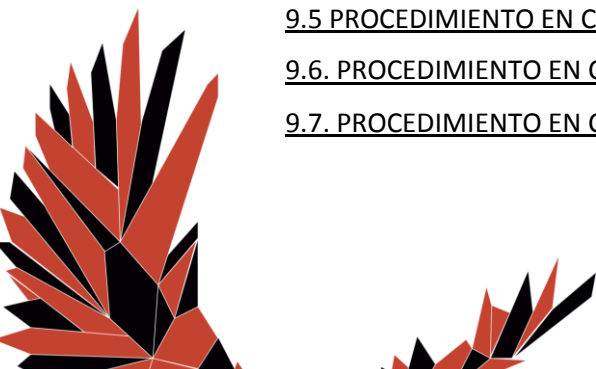 9.5 PROCEDIMIENTO EN
9.6. PROCEDIMIENTO EN
9.7. PROCEDIMIENTO EN